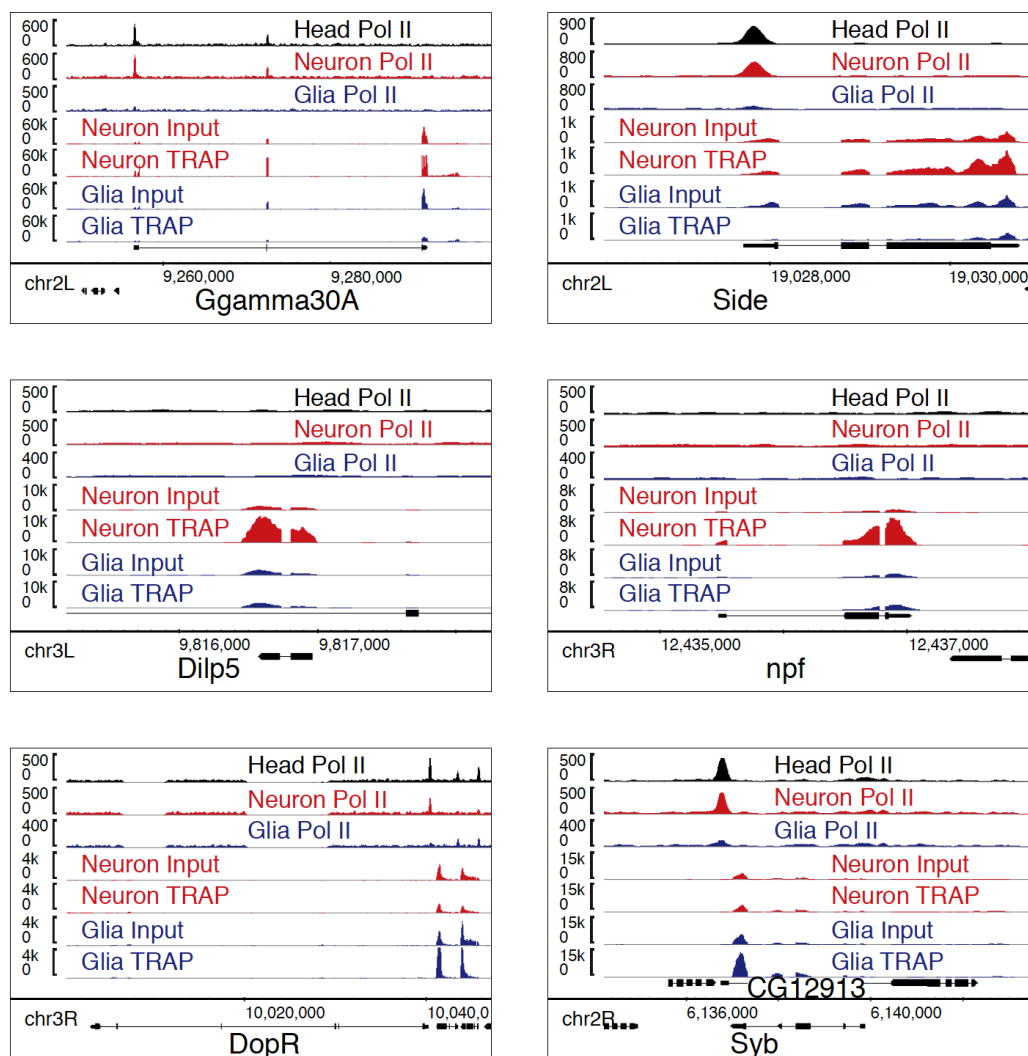 600
0
Head Pol II
600
0
Neuron Pol II
500
0
Glia Pol II
60k
0
Neuron Input
60k
0
Neuron TRAP
60k
0
Glia Input
60k
0
Glia TRAP
9,260,000 9,280,000
chr2L
Ggamma30A
900
0
Head Pol II
800
0
Neuron Pol II
800
0
Glia Pol II
1k
0
Neuron Input
1k
0
Neuron TRAP
1k
0
Glia Input
1k
0
Glia TRAP
19,028,000 19,030,000
chr2L
Side
500
0
Head Pol II
500
0
Neuron Pol II
400
0
Glia Pol II
10k
0
Neuron Input
10k
0
Neuron TRAP
10k
0
Glia Input
10k
0
Glia TRAP
9,816,000 9,817,000
chr3L
Dilp5
500
0
Head Pol II
500
0
Neuron Pol II
400
0
Glia Pol II
8k
0
Neuron Input
8k
0
Neuron TRAP
8k
0
Glia Input
8k
0
Glia TRAP
12,435,000 12,437,000
chr3R
npf
500
0
Head Pol II
500
0
Neuron Pol II
400
0
Glia Pol II
4k
0
Neuron Input
4k
0
Neuron TRAP
4k
0
Glia Input
4k
0
Glia TRAP
10,020,000 10,040,0
chr3R
DopR
500
0
Head Pol II
500
0
Neuron Pol II
400
0
Glia Pol II
15k
0
Neuron Input
15k
0
Neuron TRAP
15k
0
Glia Input
15k
0
Glia TRAP
CG12913
6,136,000 6,140,000
chr2R
Syb